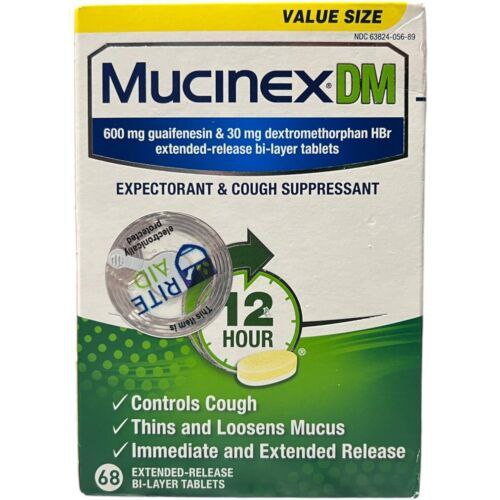 VALUE SIZE
NDC 63824-056-89
Mucinex® DM
600 mg guaifenesin & 30 mg dextromethorphan HBr
extended-release bi-layer tablets
EXPECTORANT & COUGH SUPPRESSANT
electronically
protected
RITE
AID
This item is
12
HOUR
✓ Controls Cough
✓ Thins and Loosens Mucus
✓ Immediate and Extended Release
68 EXTENDED-RELEASE
BI-LAYER TABLETS